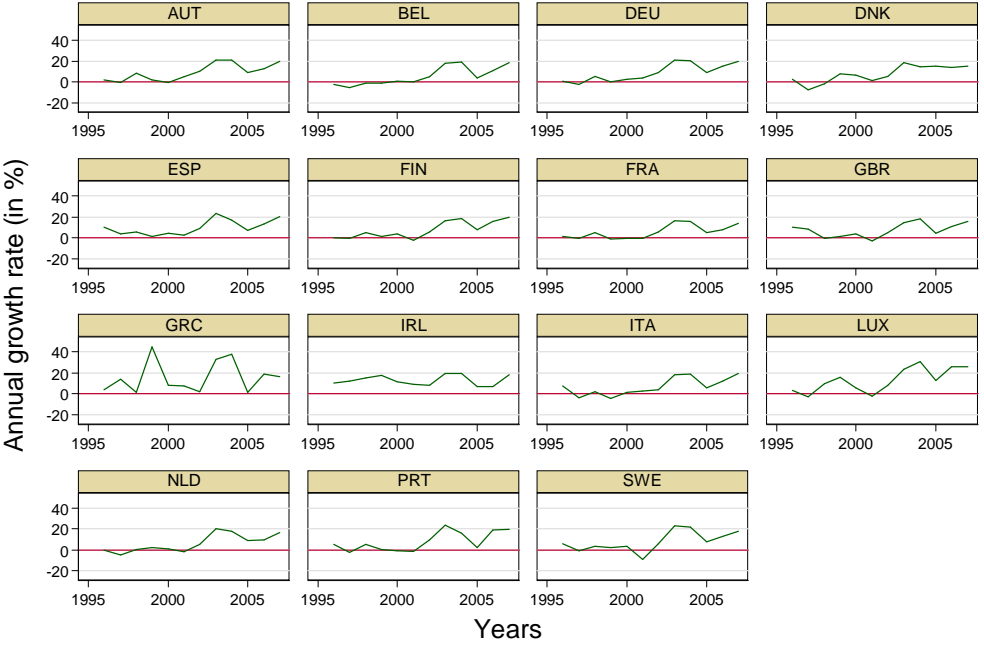 AUT BEL DEU DNK
40
20
0
-20
1995 2000 2005 1995 2000 2005 1995 2000 2005 1995 2000 2005
ESP FIN FRA GBR
40
20
0
-20
1995 2000 2005 1995 2000 2005 1995 2000 2005 1995 2000 2005
GRC IRL ITA LUX
40
20
0
-20
1995 2000 2005 1995 2000 2005 1995 2000 2005 1995 2000 2005
NLD PRT SWE
40
20
0
-20
1995 2000 2005 1995 2000 2005 1995 2000 2005
Annual growth rate (in %)
Years